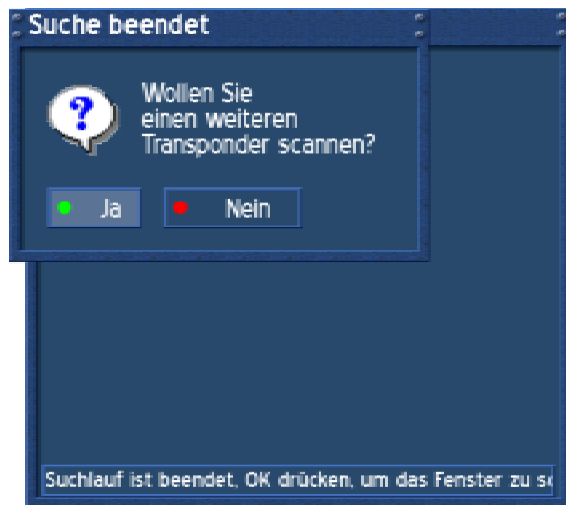 Suche beendet
Wollen Sie
einen weiteren
Transponder scannen?
Ja
Nein
Suchlauf ist beendet, OK drücken, um das Fenster zu